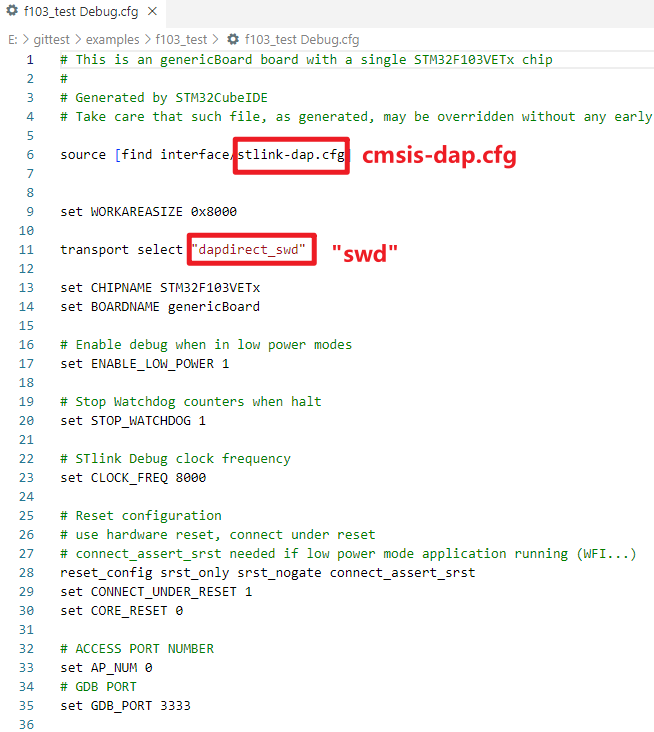 f103_test Debug.cfg ×
E: > gittest > examples > f103_test > f103_test Debug.cfg
1 # This is an genericBoard board with a single STM32F103VETx chip
2 #
3 # Generated by STM32CubeIDE
4 # Take care that such file, as generated, may be overridden without any early
5
6 source [find interface/stlink-dap.cfg] cmsis-dap.cfg
7
8
9 set WORKAREASIZE 0x8000
10
11 transport select "dapdirect_swd" "swd"
12
13 set CHIPNAME STM32F103VETx
14 set BOARDNAME genericBoard
15
16 # Enable debug when in low power modes
17 set ENABLE_LOW_POWER 1
18
19 # Stop Watchdog counters when halt
20 set STOP_WATCHDOG 1
21
22 # STlink Debug clock frequency
23 set CLOCK_FREQ 8000
24
25 # Reset configuration
26 # use hardware reset, connect under reset
27 # connect_assert_srst needed if low power mode application running (WFI...)
28 reset_config srst_only srst_nogate connect_assert_srst
29 set CONNECT_UNDER_RESET 1
30 set CORE_RESET 0
31
32 # ACCESS PORT NUMBER
33 set AP_NUM 0
34 # GDB PORT
35 set GDB_PORT 3333
36